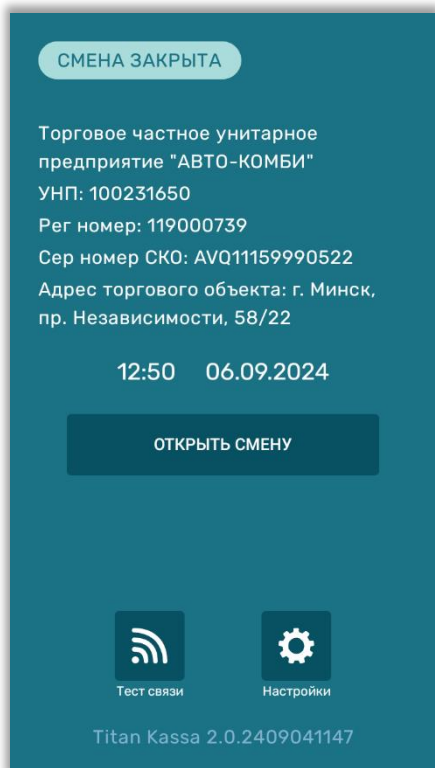 СМЕНА ЗАКРЫТА
Торговое частное унитарное
предприятие "АВТО-КОМБИ"
УНП: 100231650
Рег номер: 119000739
Сер номер СКО: AVQ11159990522
Адрес торгового объекта: г. Минск,
пр. Независимости, 58/22
12:50 06.09.2024
ОТКРЫТЬ СМЕНУ
Тест связи Настройки
Titan Kassa 2.0.2409041147